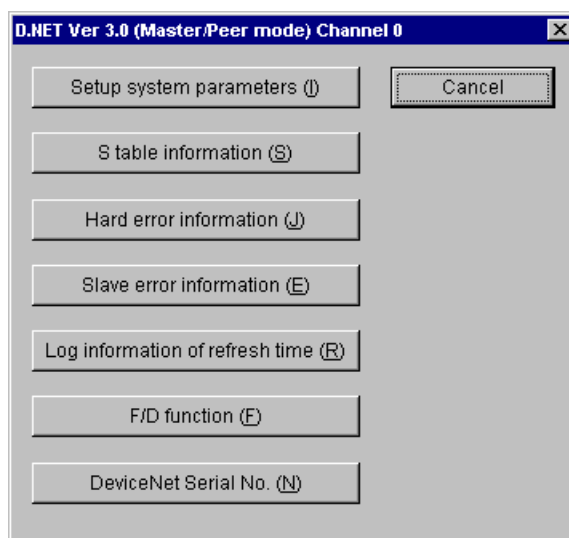 D.NET Ver 3.0 (Master/Peer mode) Channel 0
Setup system parameters (I)
Cancel
S table information (S)
Hard error information (J)
Slave error information (E)
Log information of refresh time (R)
F/D function (F)
DeviceNet Serial No. (N)